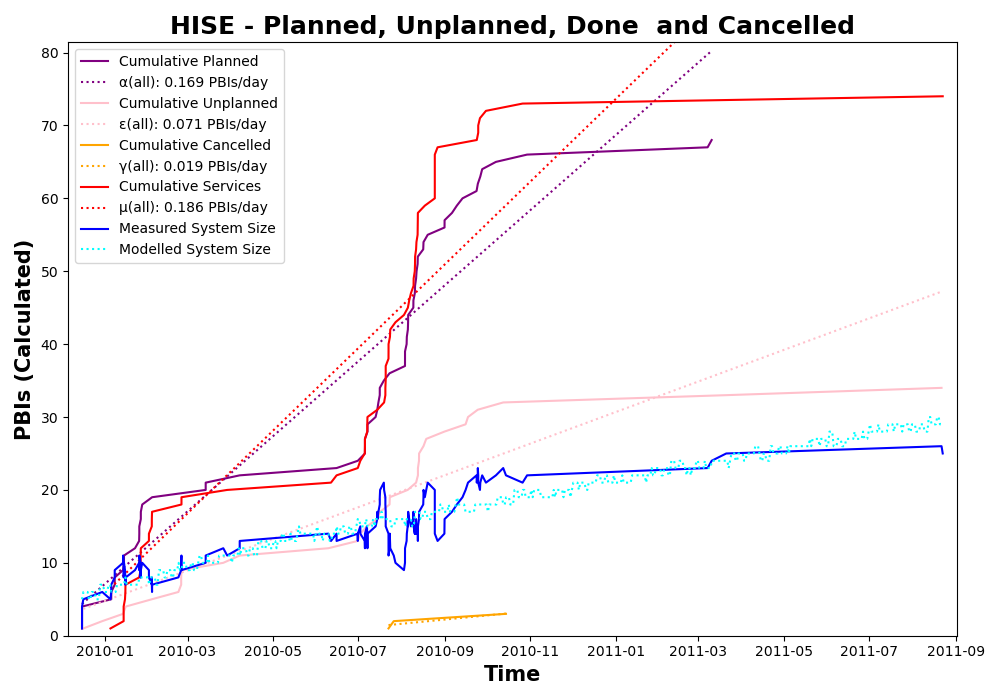 HISE - Planned, Unplanned, Done  and Cancelled
PBIs (Calculated)
80
70
60
50
40
30
20
10
0
Cumulative Planned
α(all): 0.169 PBIs/day
Cumulative Unplanned
ε(all): 0.071 PBIs/day
Cumulative Cancelled
γ(all): 0.019 PBIs/day
Cumulative Services
μ(all): 0.186 PBIs/day
Measured System Size
Modelled System Size
2010-01 2010-03 2010-05 2010-07 2010-09 2010-11 2011-01 2011-03 2011-05 2011-07 2011-09
Time